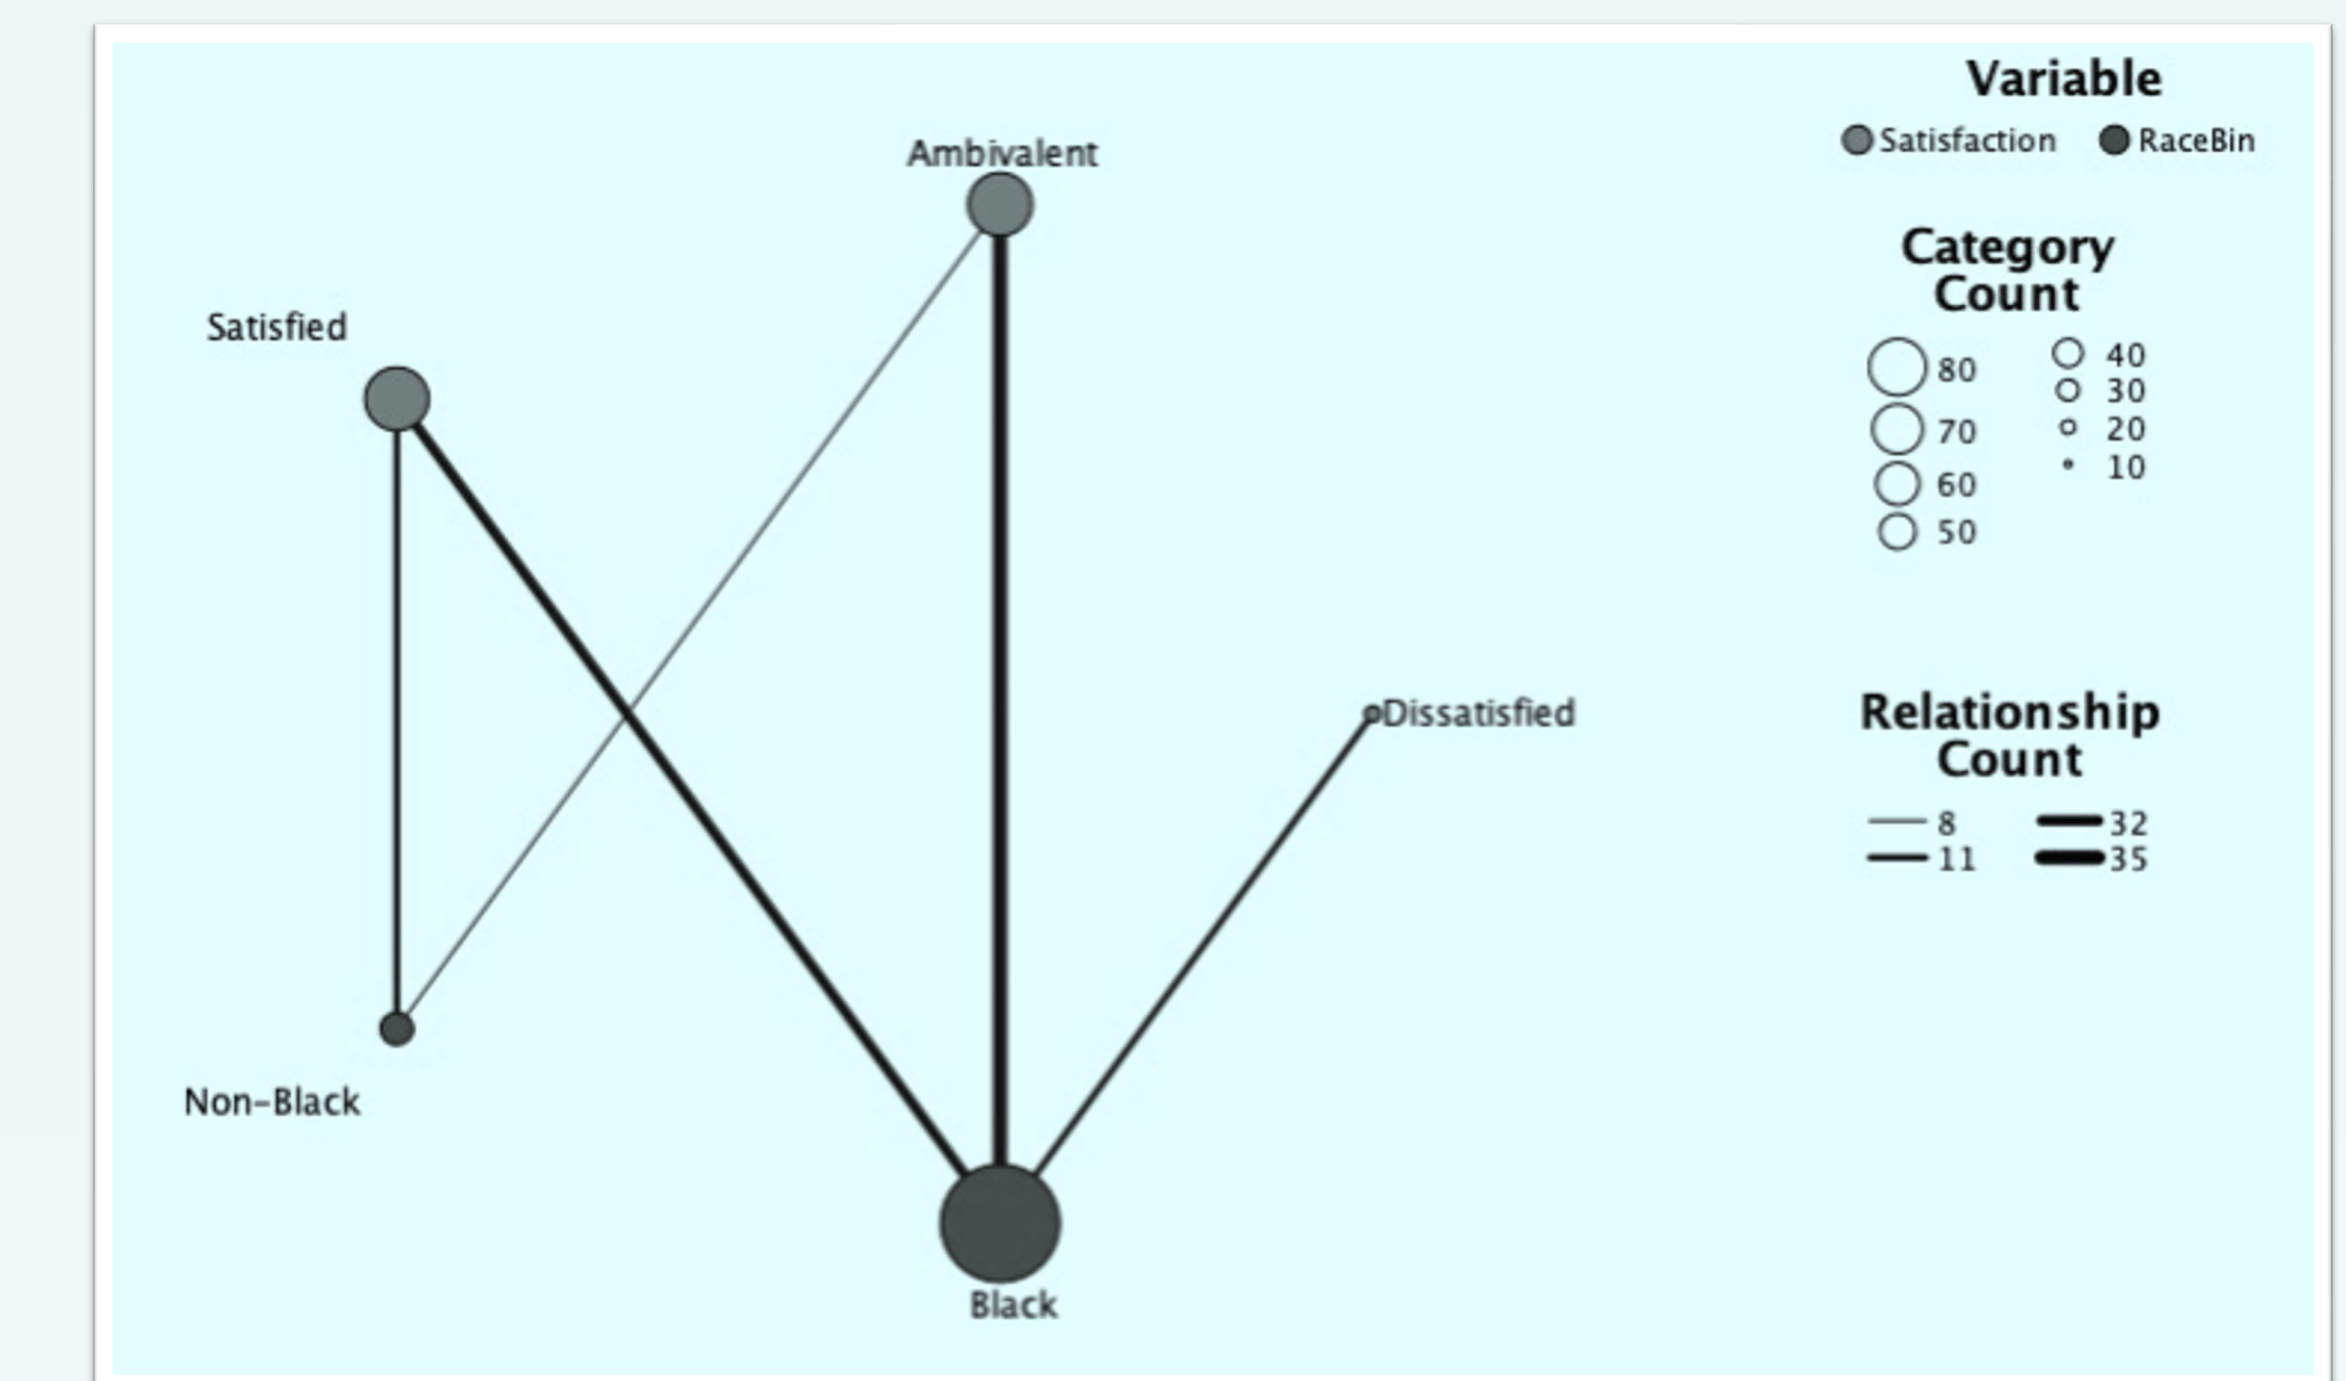 Variable
Satisfaction RaceBin
Ambivalent
Category
Count
Satisfied
80 40
70 30
60 20
50 10
Dissatisfied
Relationship
Count
8 32
11 35
Non-Black
Black